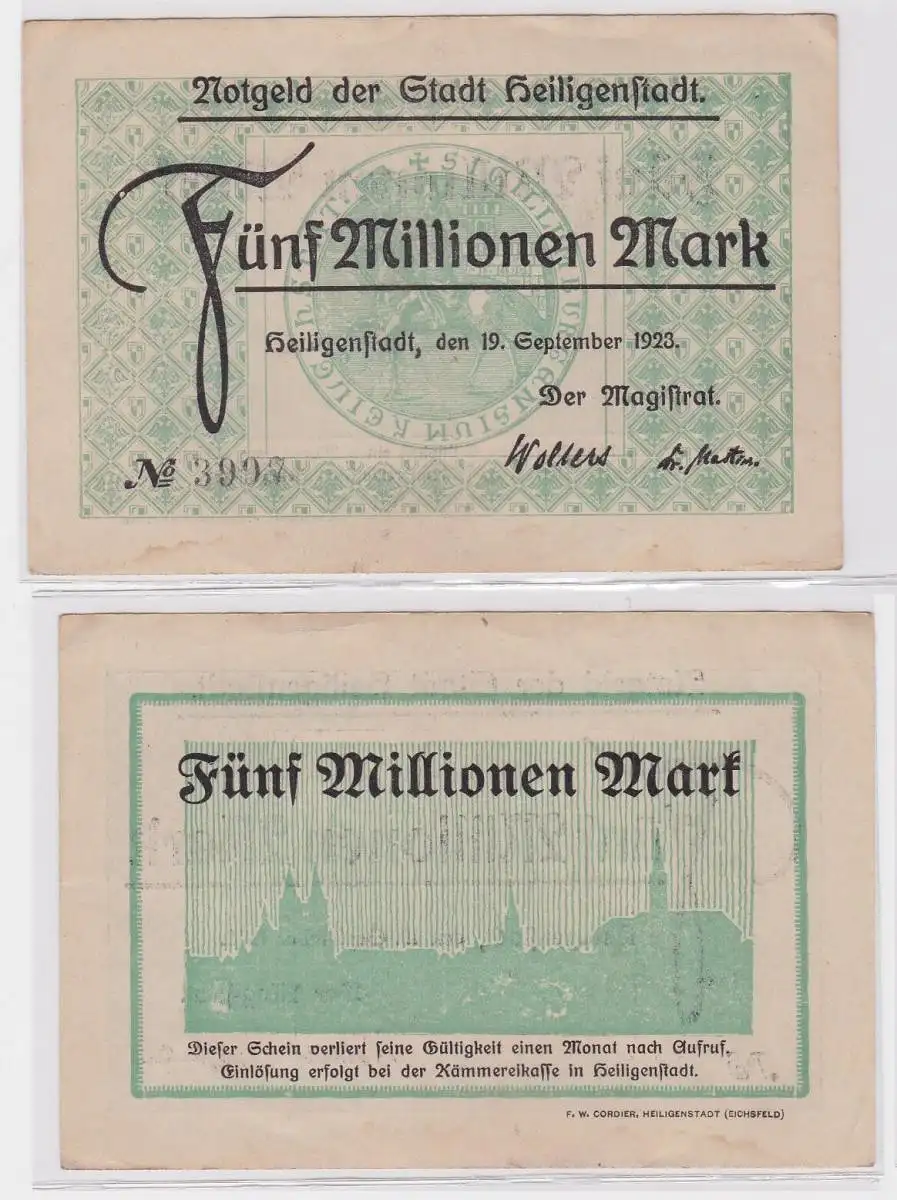 Notgeld der Stadt Heiligenstadt.
Fünf Millionen Mark
Heiligenstadt, den 19. September 1923.
Der Magistrat.
Wolters
№ 3997
Fünf Millionen Mark
Dieser Schein verliert seine Gültigkeit einen Monat nach Aufruf.
Einlösung erfolgt bei der Kämmereikasse in Heiligenstadt.
F. W. CORDIER, HEILIGENSTADT (EICHSFELD)